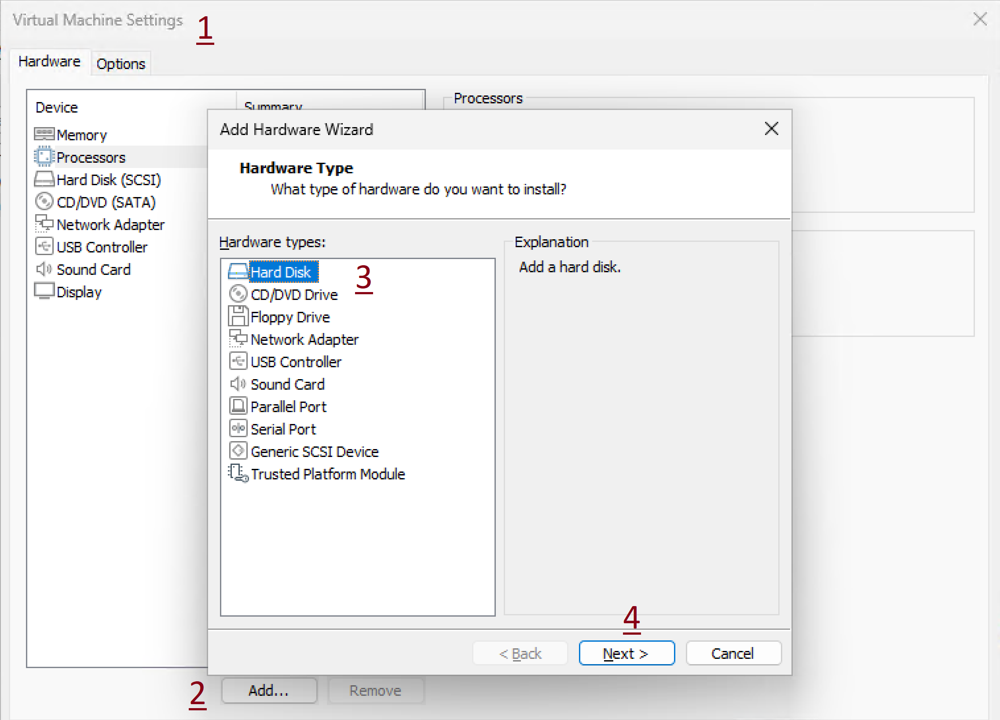 Virtual Machine Settings
1
Hardware
Options
Device
Summary
Memory
Processors
Hard Disk (SCSI)
CD/DVD (SATA)
Network Adapter
USB Controller
Sound Card
Display
Processors
Add Hardware Wizard
Hardware Type
What type of hardware do you want to install?
Hardware types:
Hard Disk
3
CD/DVD Drive
Floppy Drive
Network Adapter
USB Controller
Sound Card
Parallel Port
Serial Port
Generic SCSI Device
Trusted Platform Module
Explanation
Add a hard disk.
4
< Back
Next >
Cancel
2
Add...
Remove